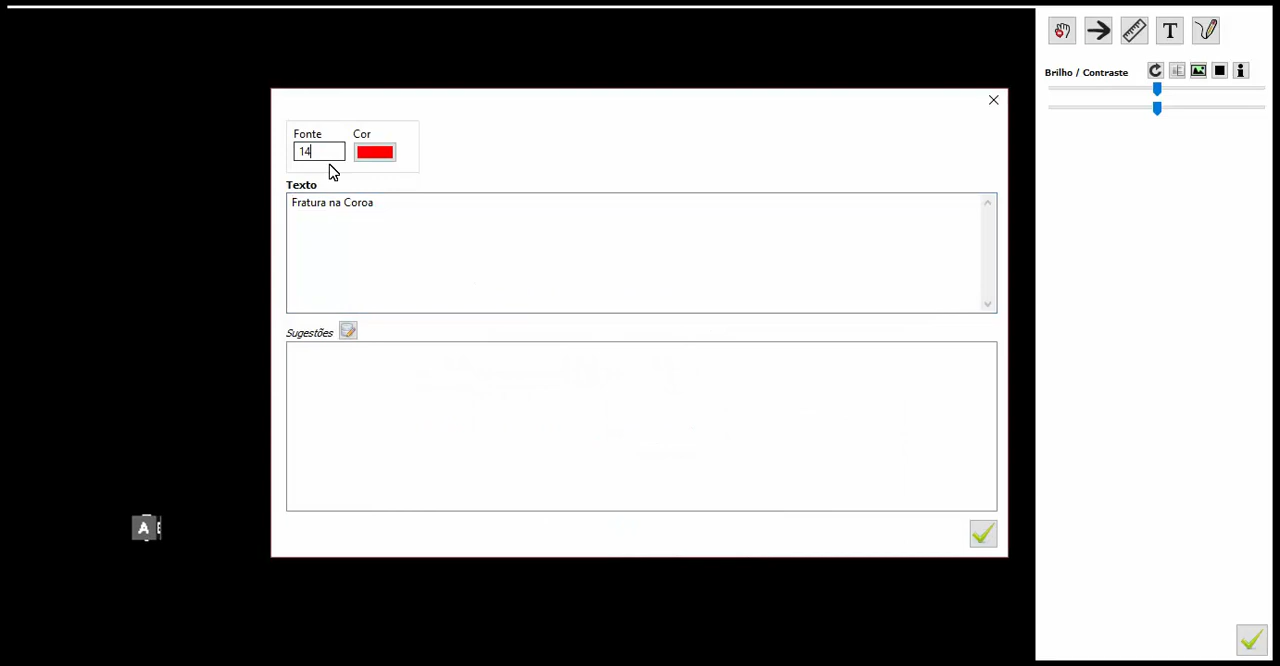 T
Brilho / Contraste
Fonte
Cor
14
Texto
Fratura na Coroa
Sugestões
A